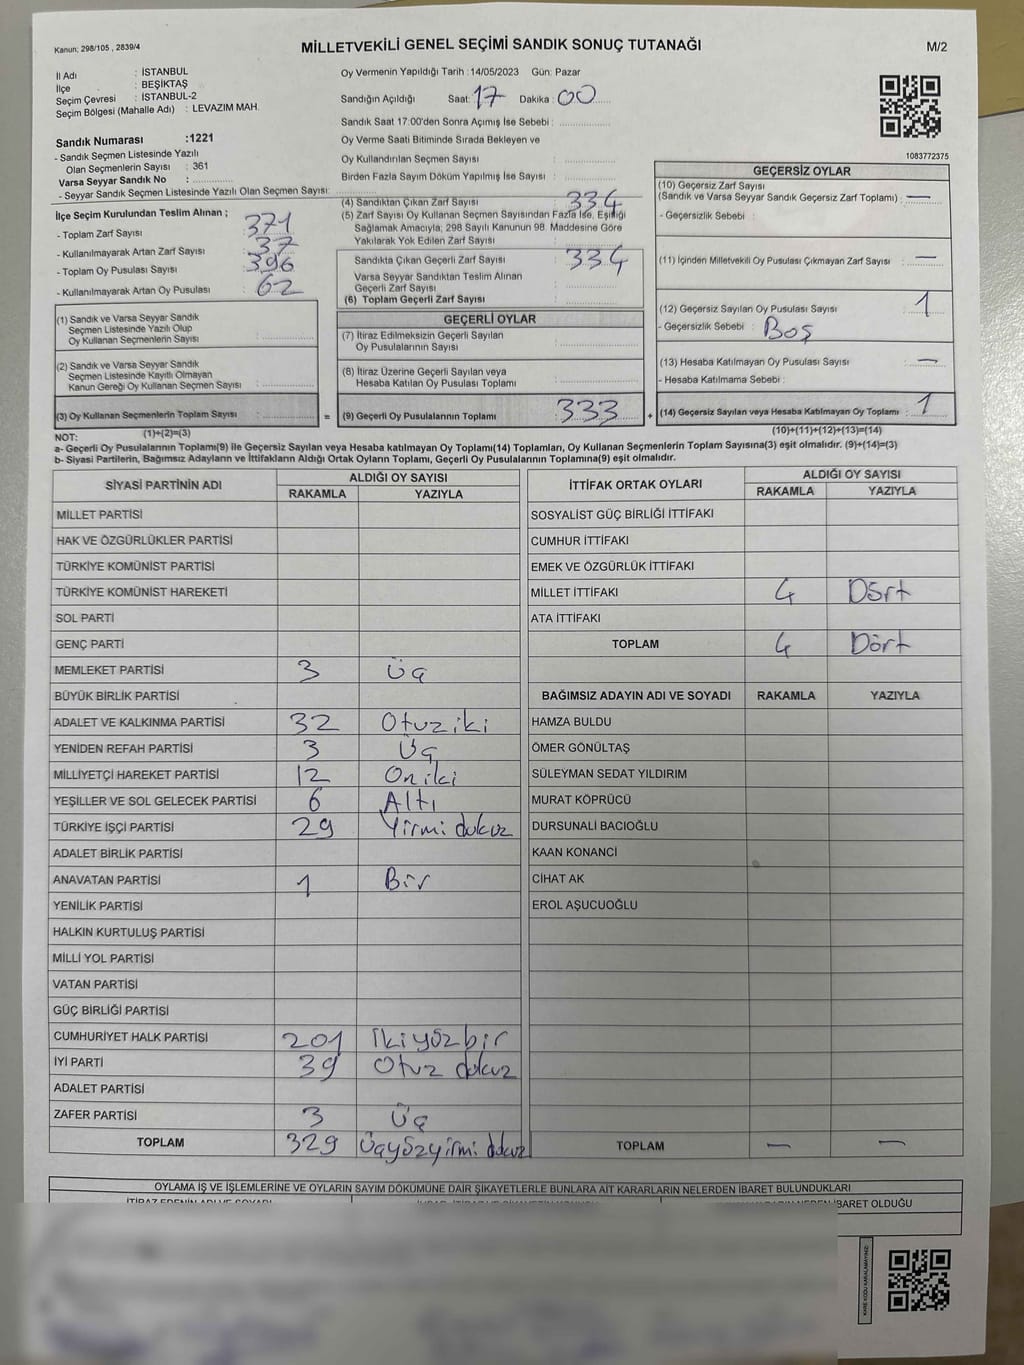 Kanun: 298/105 , 2839/4
MİLLETVEKİLİ GENEL SEÇİMİ SANDIK SONUÇ TUTANAĞI
M/2
İl Adı : İSTANBUL
İlçe : BEŞİKTAŞ
Seçim Çevresi : İSTANBUL-2
Seçim Bölgesi (Mahalle Adı) : LEVAZIM MAH.
Sandık Numarası :1221
- Sandık Seçmen Listesinde Yazılı
Olan Seçmenlerin Sayısı : 361
Varsa Seyyar Sandık No :
- Seyyar Sandık Seçmen Listesinde Yazılı Olan Seçmen Sayısı:
Oy Vermenin Yapıldığı Tarih :14/05/2023 Gün: Pazar
Sandığın Açıldığı Saat: 17 Dakika : 00
Sandık Saat 17:00'den Sonra Açımış İse Sebebi :
Oy Verme Saati Bitiminde Sırada Bekleyen ve
Oy Kullandırılan Seçmen Sayısı :
Birden Fazla Sayım Döküm Yapılmış İse Sayısı :
1083772375
İlçe Seçim Kurulundan Teslim Alınan ;
- Toplam Zarf Sayısı : 371
- Kullanılmayarak Artan Zarf Sayısı : 37
- Toplam Oy Pusulası Sayısı : 396
- Kullanılmayarak Artan Oy Pusulası : 62
(1) Sandık ve Varsa Seyyar Sandık
Seçmen Listesinde Yazılı Olup
Oy Kullanan Seçmenlerin Sayısı :
(2) Sandık ve Varsa Seyyar Sandık
Seçmen Listesinde Kayıtlı Olmayan
Kanun Gereği Oy Kullanan Seçmen Sayısı :
(3) Oy Kullanan Seçmenlerin Toplam Sayısı : =
(1)+(2)=(3)
(4) Sandıktan Çıkan Zarf Sayısı : 334
(5) Zarf Sayısı Oy Kullanan Seçmen Sayısından Fazla İse, Eşitliği
Sağlamak Amacıyla; 298 Sayılı Kanunun 98. Maddesine Göre
Yakılarak Yok Edilen Zarf Sayısı :
Sandıkta Çıkan Geçerli Zarf Sayısı : 334
Varsa Seyyar Sandıktan Teslim Alınan
Geçerli Zarf Sayısı :
(6) Toplam Geçerli Zarf Sayısı :
GEÇERLİ OYLAR
(7) İtiraz Edilmeksizin Geçerli Sayılan
Oy Pusulalarının Sayısı :
(8) İtiraz Üzerine Geçerli Sayılan veya
Hesaba Katılan Oy Pusulası Toplamı :
(9) Geçerli Oy Pusulalarının Toplamı : 333 +
GEÇERSİZ OYLAR
(10) Geçersiz Zarf Sayısı
(Sandık ve Varsa Seyyar Sandık Geçersiz Zarf Toplamı) : —
- Geçersizlik Sebebi :
(11) İçinden Milletvekili Oy Pusulası Çıkmayan Zarf Sayısı : —
(12) Geçersiz Sayılan Oy Pusulası Sayısı : 1
- Geçersizlik Sebebi : Boş
(13) Hesaba Katılmayan Oy Pusulası Sayısı : —
- Hesaba Katılmama Sebebi :
(14) Geçersiz Sayılan veya Hesaba Katılmayan Oy Toplamı : 1
(10)+(11)+(12)+(13)=(14)
NOT:
a- Geçerli Oy Pusulalarının Toplamı(9) ile Geçersiz Sayılan veya Hesaba katılmayan Oy Toplamı(14) Toplamları, Oy Kullanan Seçmenlerin Toplam Sayısına(3) eşit olmalıdır. (9)+(14)=(3)
b- Siyasi Partilerin, Bağımsız Adayların ve İttifakların Aldığı Ortak Oyların Toplamı, Geçerli Oy Pusulalarının Toplamına(9) eşit olmalıdır.
SİYASİ PARTİNİN ADI ALDIĞI OY SAYISI
RAKAMLA YAZIYLA
MİLLET PARTİSİ
HAK VE ÖZGÜRLÜKLER PARTİSİ
TÜRKİYE KOMÜNİST PARTİSİ
TÜRKİYE KOMÜNİST HAREKETİ
SOL PARTİ
GENÇ PARTİ
MEMLEKET PARTİSİ 3 Üç
BÜYÜK BİRLİK PARTİSİ
ADALET VE KALKINMA PARTİSİ 32 Otuz iki
YENİDEN REFAH PARTİSİ 3 Üç
MİLLİYETÇİ HAREKET PARTİSİ 12 On iki
YEŞİLLER VE SOL GELECEK PARTİSİ 6 Altı
TÜRKİYE İŞÇİ PARTİSİ 29 Yirmi dokuz
ADALET BİRLİK PARTİSİ
ANAVATAN PARTİSİ 1 Bir
YENİLİK PARTİSİ
HALKIN KURTULUŞ PARTİSİ
MİLLİ YOL PARTİSİ
VATAN PARTİSİ
GÜÇ BİRLİĞİ PARTİSİ
CUMHURİYET HALK PARTİSİ 201 İkiyüz bir
İYİ PARTİ 39 Otuz dokuz
ADALET PARTİSİ
ZAFER PARTİSİ 3 Üç
TOPLAM 329 Üçyüzyirmi dokuz
İTTİFAK ORTAK OYLARI ALDIĞI OY SAYISI
RAKAMLA YAZIYLA
SOSYALİST GÜÇ BİRLİĞİ İTTİFAKI
CUMHUR İTTİFAKI
EMEK VE ÖZGÜRLÜK İTTİFAKI
MİLLET İTTİFAKI 4 Dört
ATA İTTİFAKI
TOPLAM 4 Dört
BAĞIMSIZ ADAYIN ADI VE SOYADI RAKAMLA YAZIYLA
HAMZA BULDU
ÖMER GÖNÜLTAŞ
SÜLEYMAN SEDAT YILDIRIM
MURAT KÖPRÜCÜ
DURSUNALİ BACIOĞLU
KAAN KONANCİ
CİHAT AK
EROL AŞUCUOĞLU
TOPLAM — —
OYLAMA İŞ VE İŞLEMLERİNE VE OYLARIN SAYIM DÖKÜMÜNE DAİR ŞİKAYETLERLE BUNLARA AİT KARARLARIN NELERDEN İBARET BULUNDUKLARI
İTİRAZ EDENİN ADI VE SOYADI
İBARET OLDUĞU
KARE KODU KARALAMAYINIZ